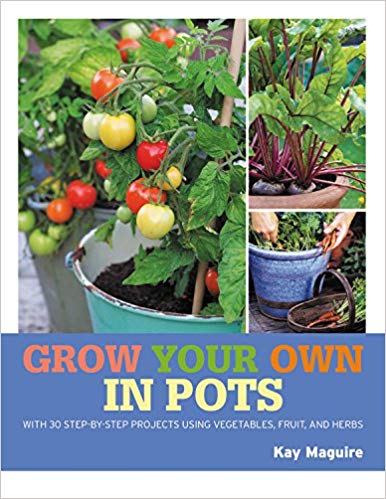 GROW YOUR OWN
IN POTS
WITH 30 STEP-BY-STEP PROJECTS USING VEGETABLES, FRUIT, AND HERBS
Kay Maguire